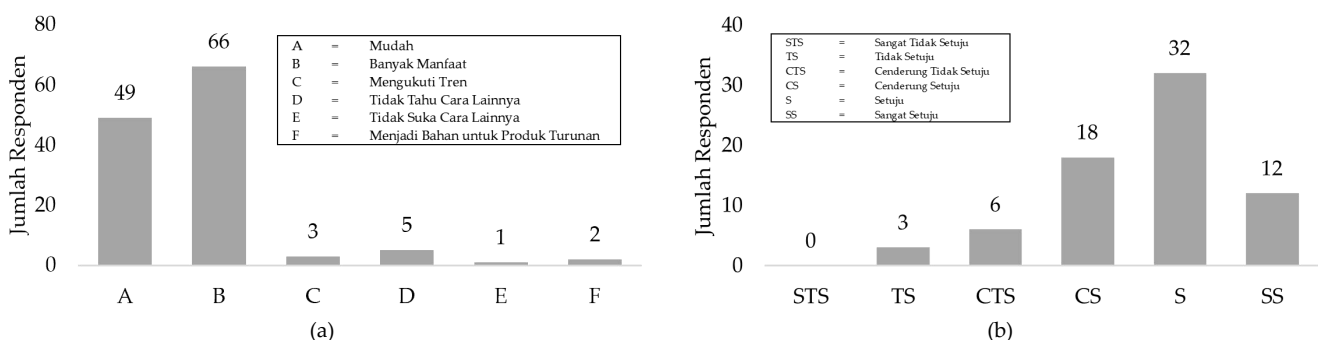 80
60
40
20
0
Jumlah Responden
49
66
3
5
1
2
A = Mudah
B = Banyak Manfaat
C = Mengukuti Tren
D = Tidak Tahu Cara Lainnya
E = Tidak Suka Cara Lainnya
F = Menjadi Bahan untuk Produk Turunan
A B C D E F
(a)
40
30
20
10
0
Jumlah Responden
0
3
6
18
32
12
STS = Sangat Tidak Setuju
TS = Tidak Setuju
CTS = Cenderung Tidak Setuju
CS = Cenderung Setuju
S = Setuju
SS = Sangat Setuju
STS TS CTS CS S SS
(b)